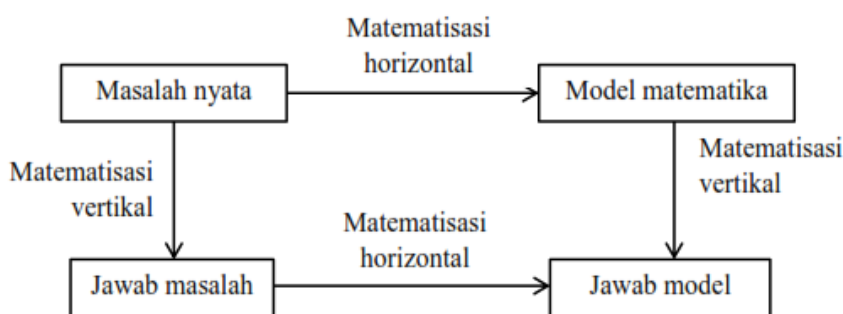 Matematisasi
horizontal
Masalah nyata
Model matematika
Matematisasi
vertikal
Matematisasi
vertikal
Matematisasi
horizontal
Jawab masalah
Jawab model